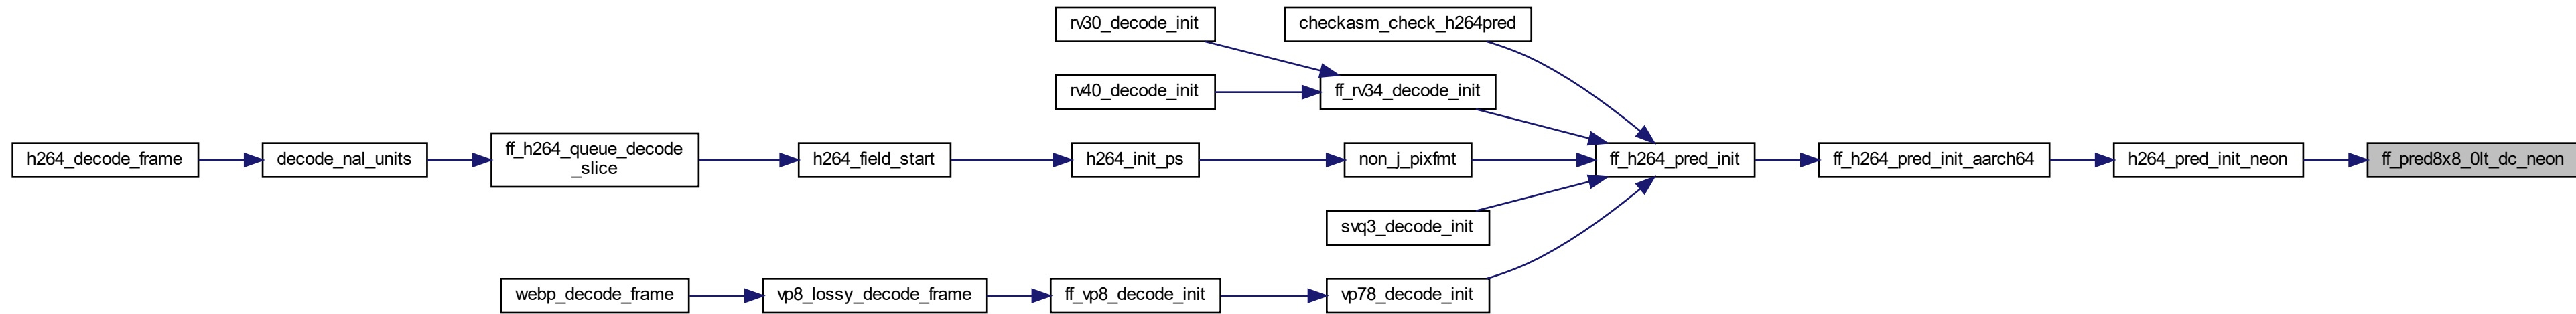 rv30_decode_init
checkasm_check_h264pred
rv40_decode_init
ff_rv34_decode_init
h264_decode_frame
decode_nal_units
ff_h264_queue_decode
_slice
h264_field_start
h264_init_ps
non_j_pixfmt
ff_h264_pred_init
ff_h264_pred_init_aarch64
h264_pred_init_neon
ff_pred8x8_0lt_dc_neon
svq3_decode_init
webp_decode_frame
vp8_lossy_decode_frame
ff_vp8_decode_init
vp78_decode_init